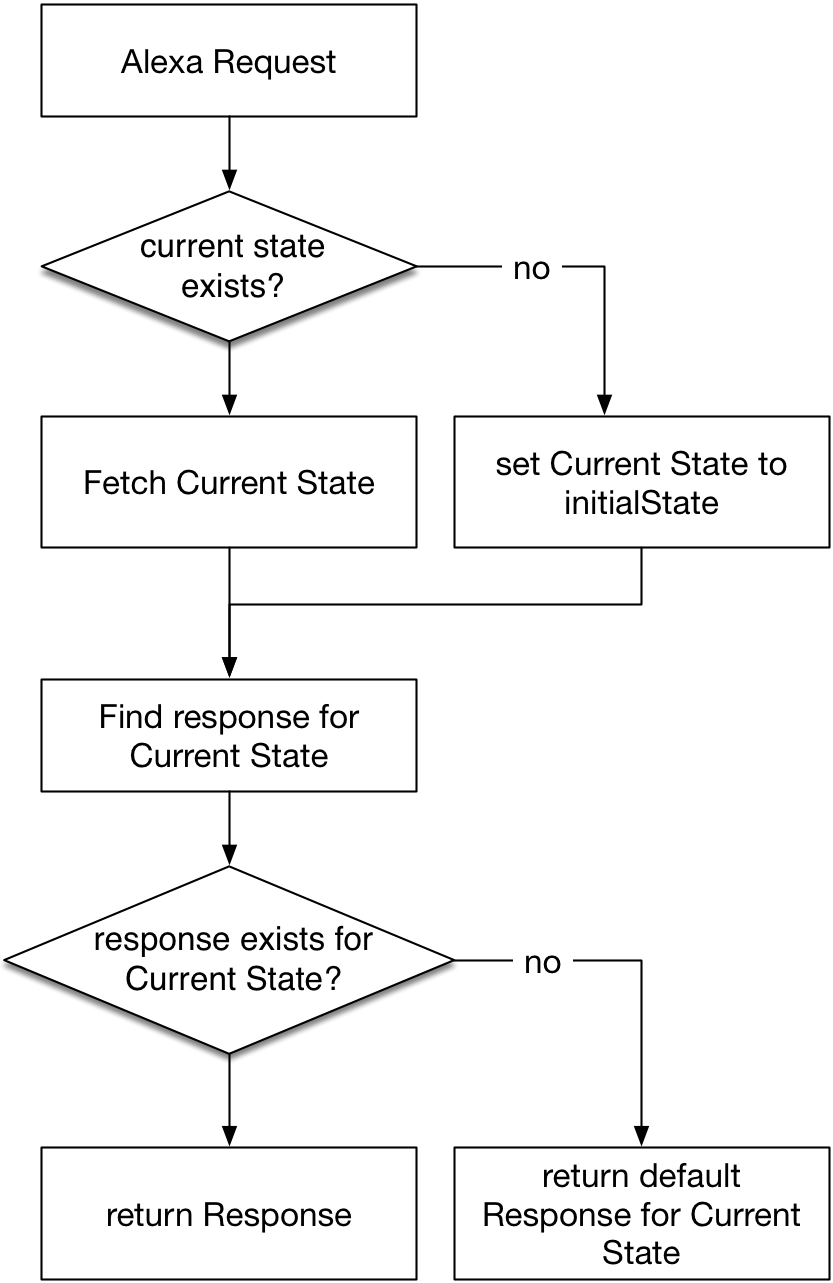 Alexa Request
current state
exists?
no
Fetch Current State
set Current State to
initialState
Find response for
Current State
response exists for
Current State?
no
return Response
return default
Response for Current
State